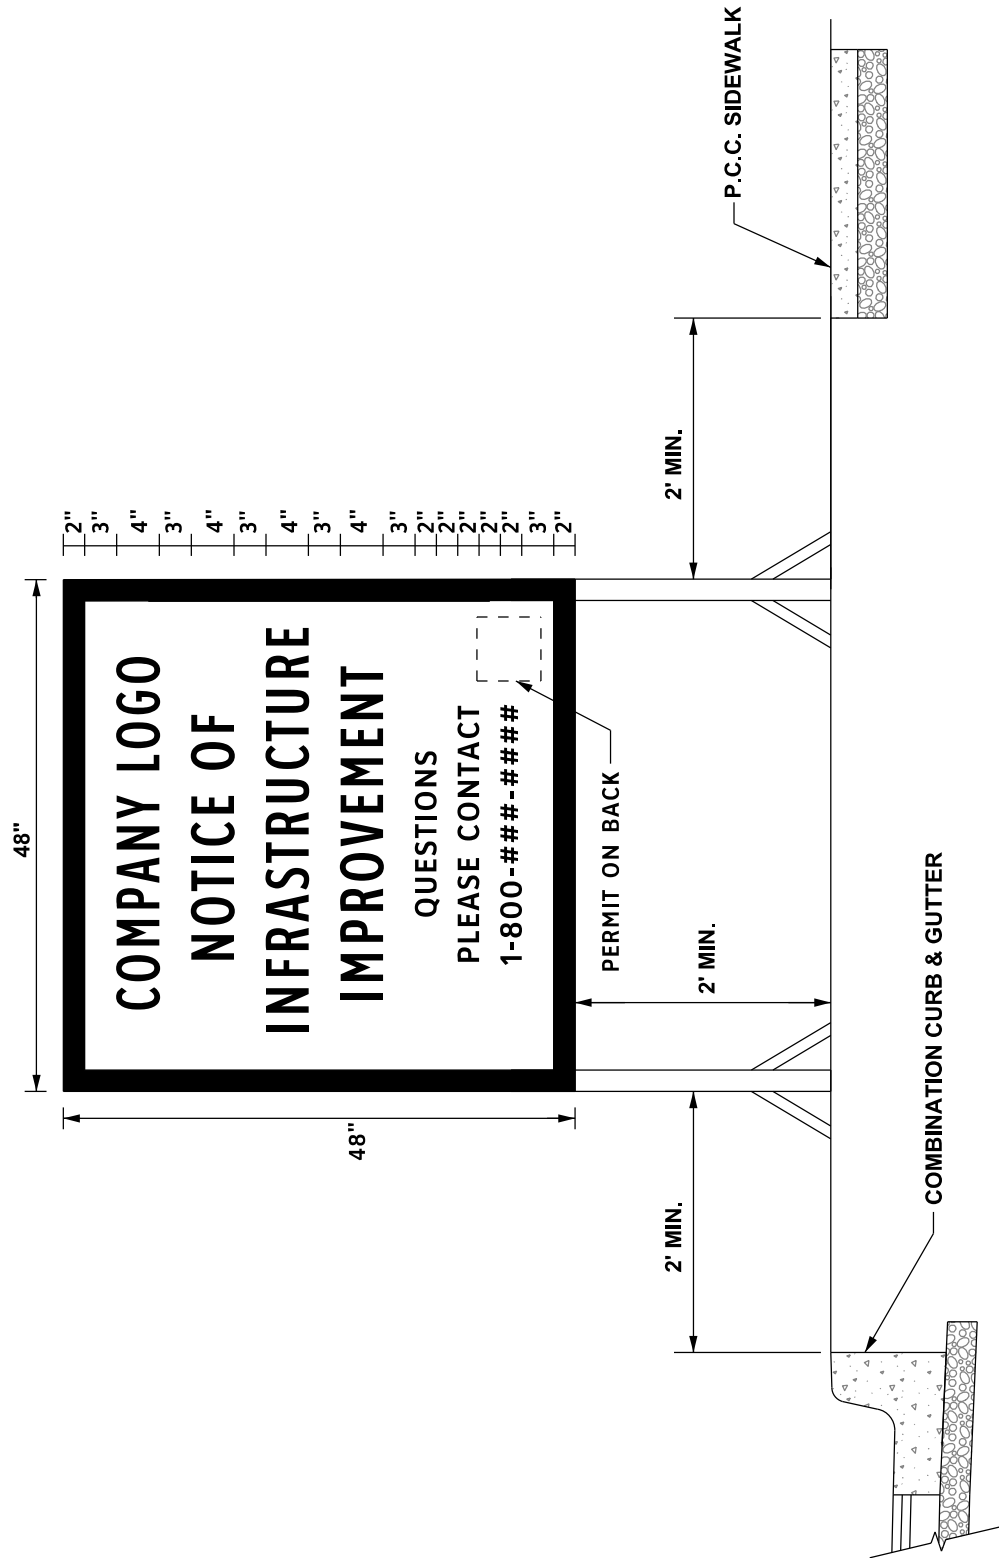 48"
COMPANY LOGO
NOTICE OF
INFRASTRUCTURE
IMPROVEMENT
QUESTIONS
PLEASE CONTACT
1-800-###-####
48"
2"
3"
4"
3"
4"
3"
4"
3"
4"
3"
2"
2"
2"
2"
2"
3"
2"
PERMIT ON BACK
2' MIN.
2' MIN.
2' MIN.
P.C.C. SIDEWALK
COMBINATION CURB & GUTTER